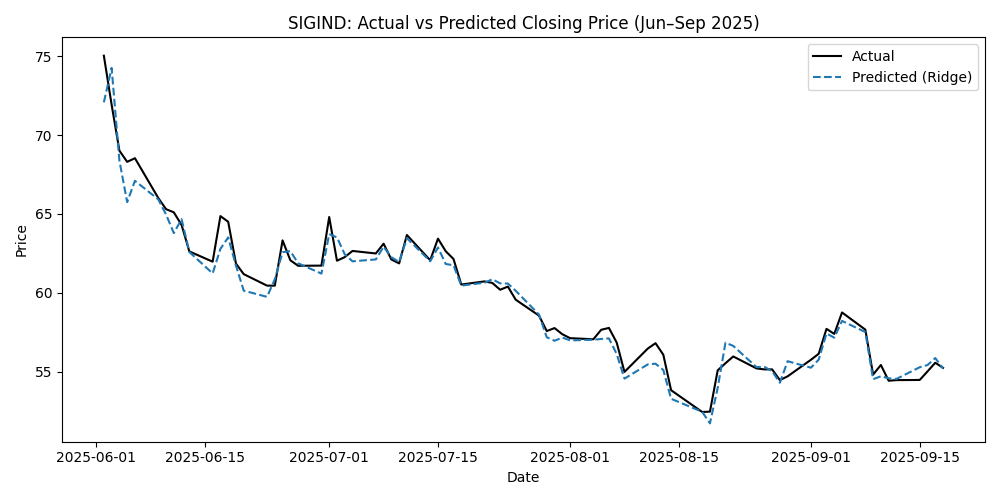 SIGIND: Actual vs Predicted Closing Price (Jun–Sep 2025)
Actual
Predicted (Ridge)
Price
75
70
65
60
55
2025-06-01
2025-06-15
2025-07-01
2025-07-15
2025-08-01
2025-08-15
2025-09-01
2025-09-15
Date